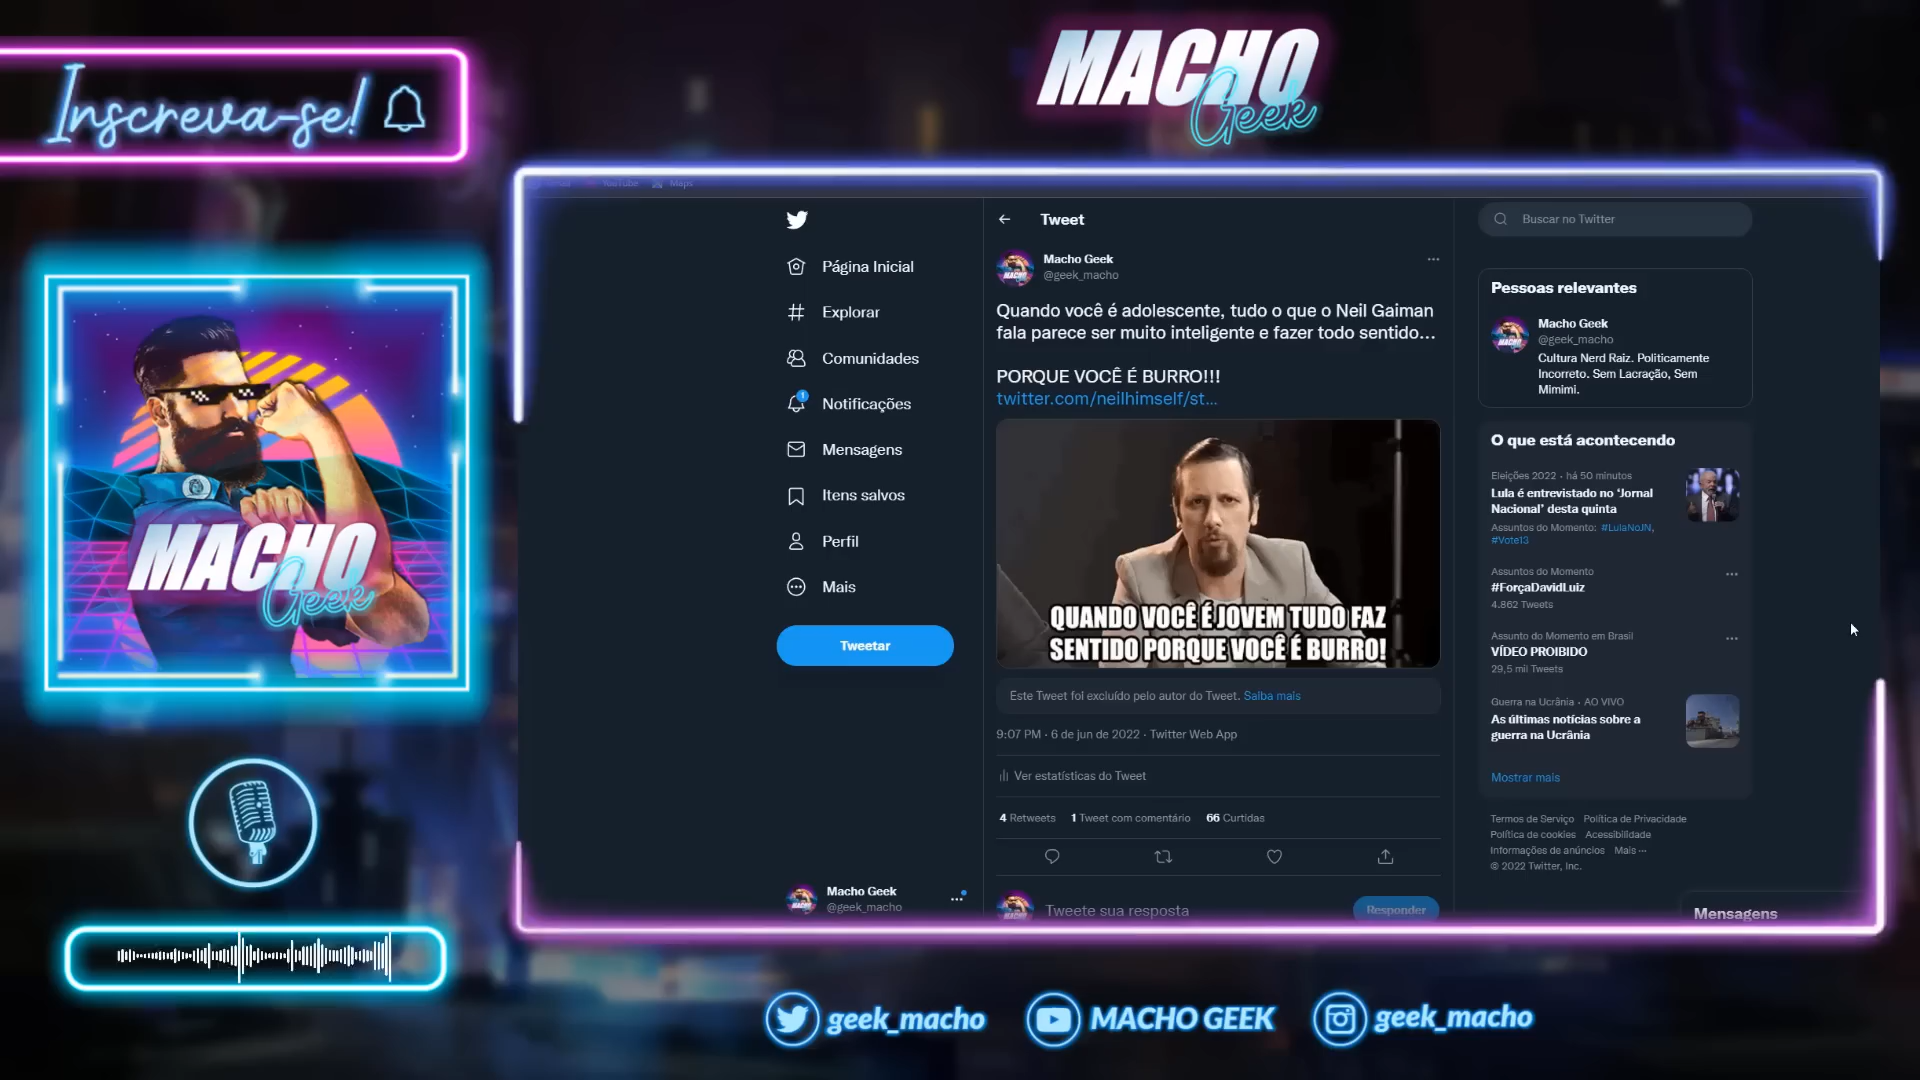 Inscreva-se!
MACHO
Geek
MACHO
Geek
YouTube
Maps
Página Inicial
Explorar
Comunidades
1
Notificações
Mensagens
Itens salvos
Perfil
Mais
Tweetar
Macho Geek
@geek_macho
Tweet
Macho Geek
@geek_macho
Quando você é adolescente, tudo o que o Neil Gaiman
fala parece ser muito inteligente e fazer todo sentido...
PORQUE VOCÊ É BURRO!!!
twitter.com/neilhimself/st...
QUANDO VOCÊ É JOVEM TUDO FAZ
SENTIDO PORQUE VOCÊ É BURRO!
Este Tweet foi excluído pelo autor do Tweet. Saiba mais
9:07 PM · 6 de jun de 2022 · Twitter Web App
Ver estatísticas do Tweet
4 Retweets 1 Tweet com comentário 66 Curtidas
Tweete sua resposta
Responder
Buscar no Twitter
Pessoas relevantes
Macho Geek
@geek_macho
Cultura Nerd Raiz. Politicamente
Incorreto. Sem Lacração, Sem
Mimimi.
O que está acontecendo
Eleições 2022 · há 50 minutos
Lula é entrevistado no 'Jornal
Nacional' desta quinta
Assuntos do Momento: #LulaNoJN,
#Vote13
Assuntos do Momento
#ForçaDavidLuiz
4.862 Tweets
Assunto do Momento em Brasil
VÍDEO PROIBIDO
29,5 mil Tweets
Guerra na Ucrânia · AO VIVO
As últimas notícias sobre a
guerra na Ucrânia
Mostrar mais
Termos de Serviço Política de Privacidade
Política de cookies Acessibilidade
Informações de anúncios Mais ...
© 2022 Twitter, Inc.
Mensagens
geek_macho
MACHO GEEK
geek_macho